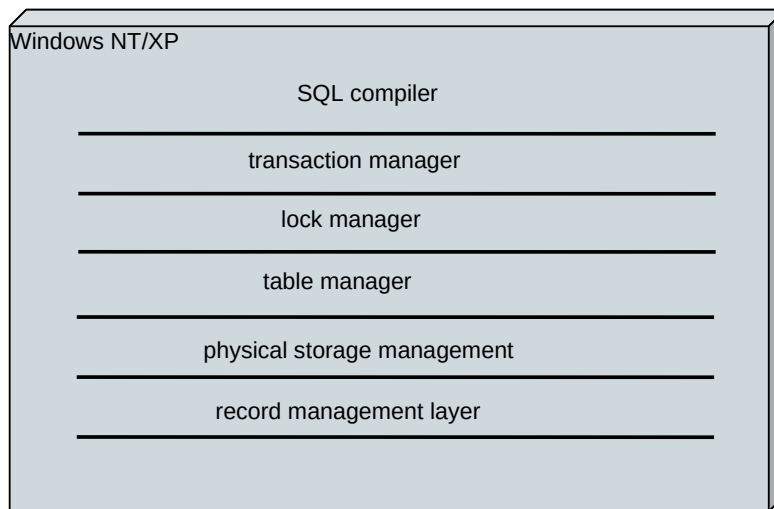 Windows NT/XP
SQL compiler
transaction manager
lock manager
table manager
physical storage management
record management layer